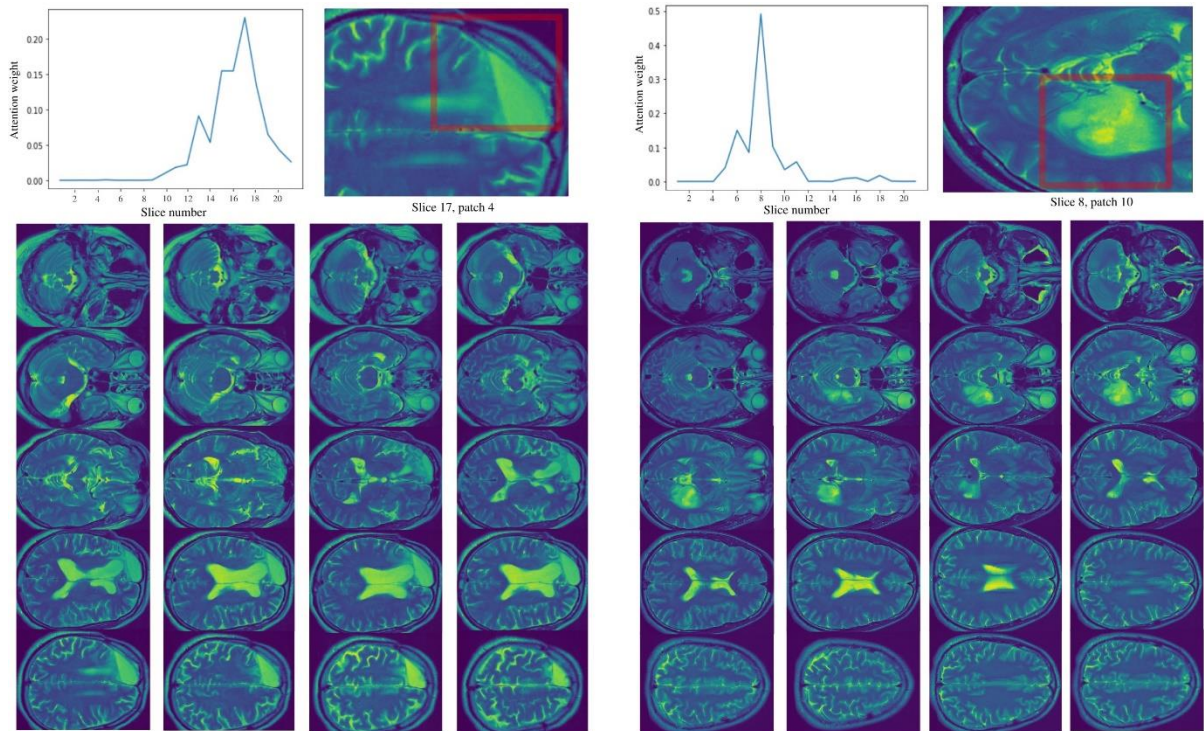 Attention weight
0.20
0.15
0.10
0.05
0.00
2 4 6 8 10 12 14 16 18 20
Slice number
Slice 17, patch 4
Attention weight
0.5
0.4
0.3
0.2
0.1
0.0
2 4 6 8 10 12 14 16 18 20
Slice number
Slice 8, patch 10